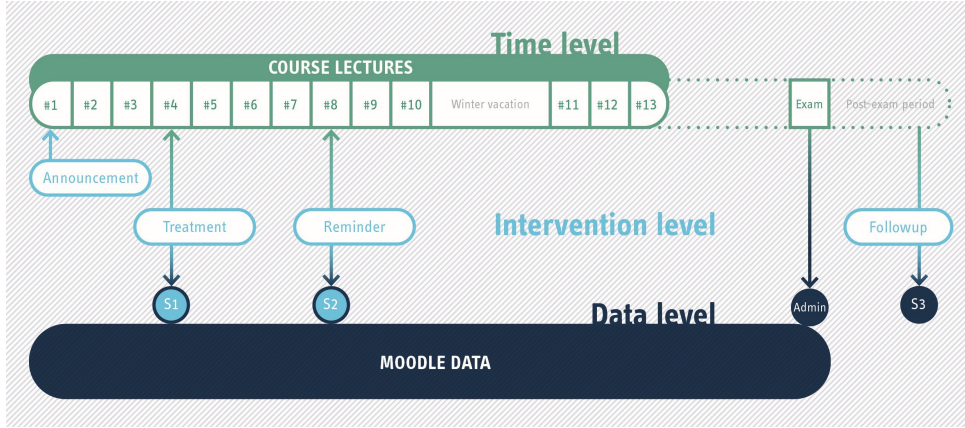 Time level
COURSE LECTURES
#1 #2 #3 #4 #5 #6 #7 #8 #9 #10 Winter vacation #11 #12 #13 Exam Post-exam period
Announcement
Treatment Reminder Intervention level Followup
S1 S2 Data level Admin S3
MOODLE DATA